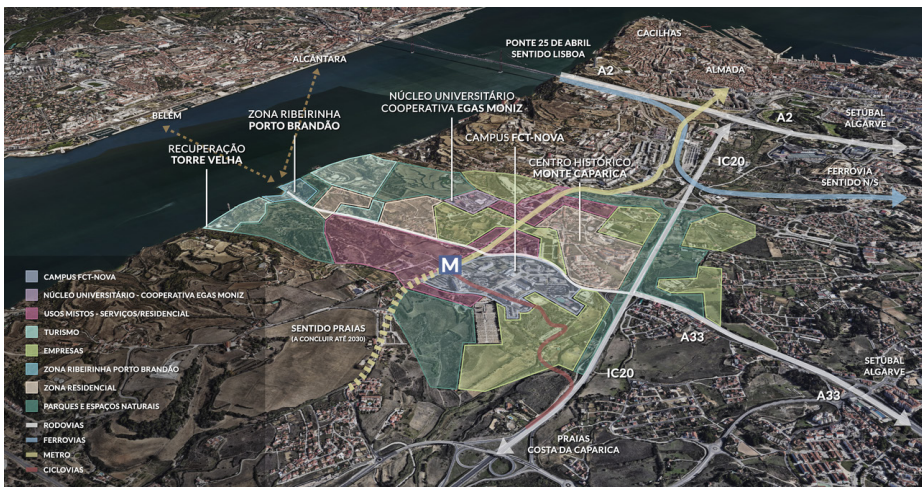 CACILHAS
PONTE 25 DE ABRIL
SENTIDO LISBOA
A2
ALMADA
ALCÂNTARA
NÚCLEO UNIVERSITÁRIO
COOPERATIVA EGAS MONIZ
A2
SETÚBAL
ALGARVE
BELÉM
ZONA RIBEIRINHA
PORTO BRANDÃO
CAMPUS FCT-NOVA
RECUPERAÇÃO
TORRE VELHA
CENTRO HISTÓRICO
MONTE CAPARICA
IC20
FERROVIA
SENTIDO N/S
M
CAMPUS FCT-NOVA
NÚCLEO UNIVERSITÁRIO - COOPERATIVA EGAS MONIZ
USOS MISTOS - SERVIÇOS/RESIDENCIAL
TURISMO
EMPRESAS
ZONA RIBEIRINHA PORTO BRANDÃO
ZONA RESIDENCIAL
PARQUES E ESPAÇOS NATURAIS
RODOVIAS
FERROVIAS
METRO
CICLOVIAS
SENTIDO PRAIAS
(A CONCLUIR ATÉ 2030)
A33
SETÚBAL
ALGARVE
IC20
A33
PRAIAS
COSTA DA CAPARICA